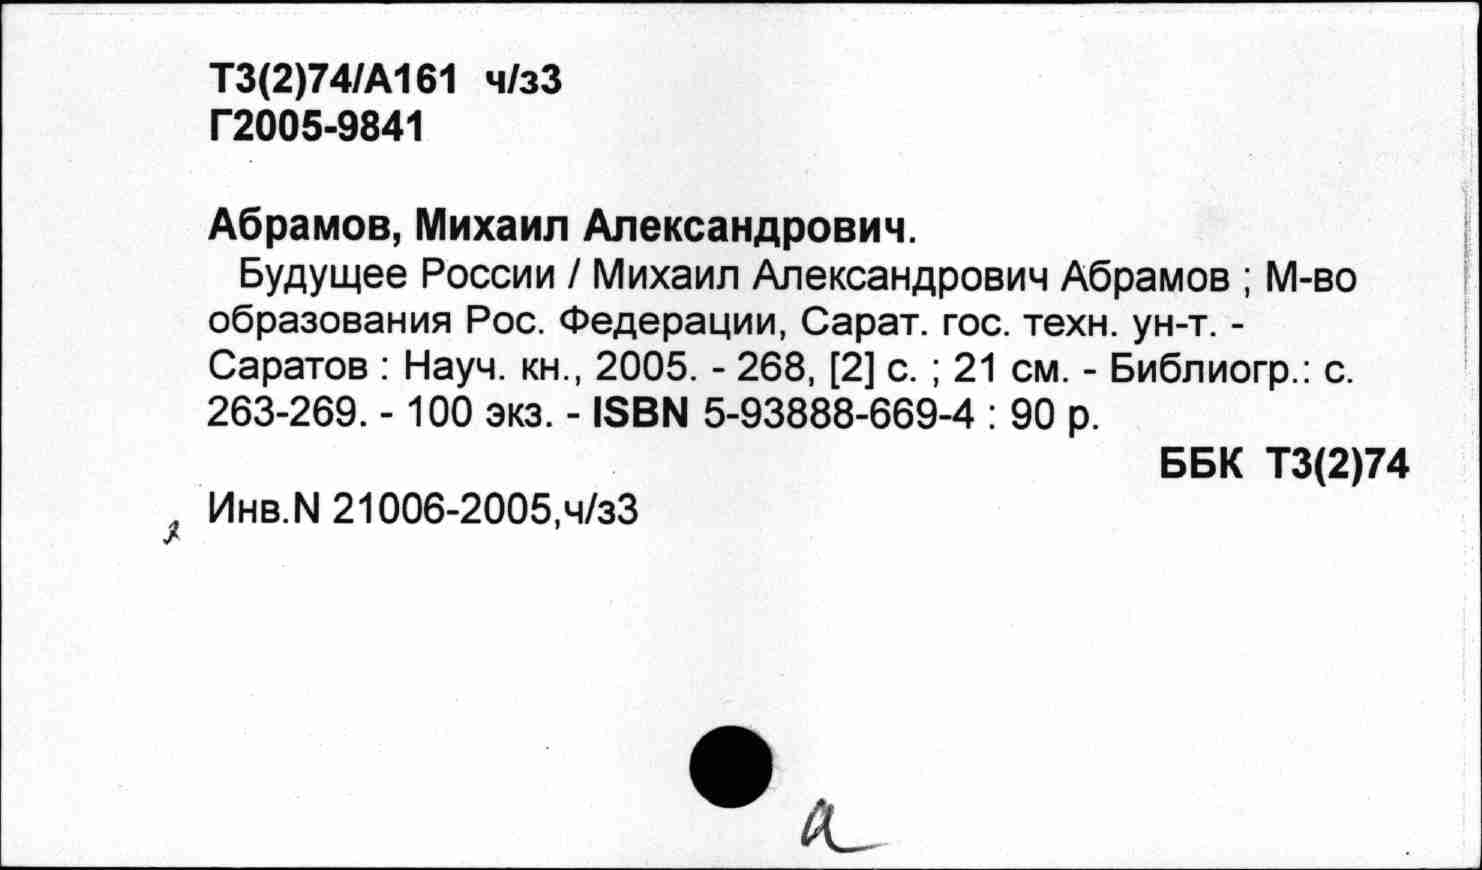 Т3(2)74/А161 ч/з3
Г2005-9841
Абрамов, Михаил Александрович.
Будущее России / Михаил Александрович Абрамов ; М-во
образования Рос. Федерации, Сарат. гос. техн. ун-т. -
Саратов : Науч. кн., 2005. - 268, [2] с. ; 21 см. - Библиогр.: с.
263-269. - 100 экз. - ISBN 5-93888-669-4 : 90 р.
ББК Т3(2)74
Инв.N 21006-2005,ч/з3
а